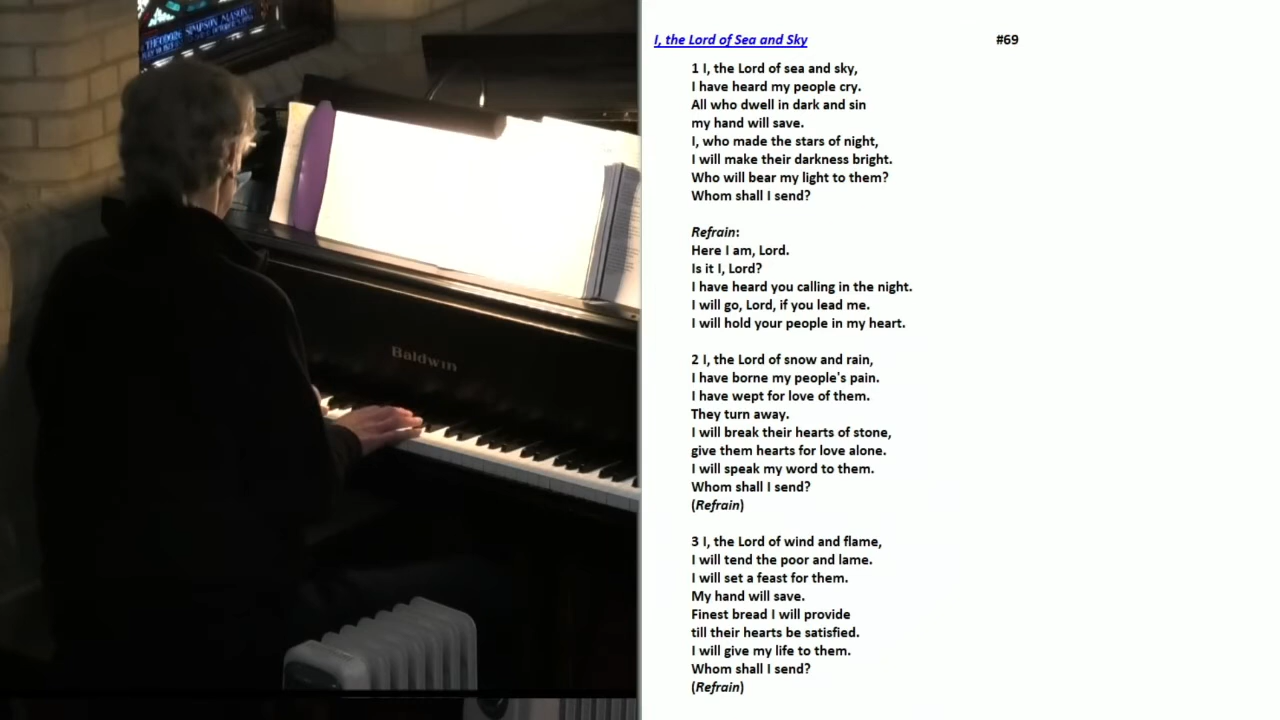 THEODORE SIMPSON
Baldwin
I, the Lord of Sea and Sky #69
1 I, the Lord of sea and sky,
I have heard my people cry.
All who dwell in dark and sin
my hand will save.
I, who made the stars of night,
I will make their darkness bright.
Who will bear my light to them?
Whom shall I send?
Refrain:
Here I am, Lord.
Is it I, Lord?
I have heard you calling in the night.
I will go, Lord, if you lead me.
I will hold your people in my heart.
2 I, the Lord of snow and rain,
I have borne my people's pain.
I have wept for love of them.
They turn away.
I will break their hearts of stone,
give them hearts for love alone.
I will speak my word to them.
Whom shall I send?
(Refrain)
3 I, the Lord of wind and flame,
I will tend the poor and lame.
I will set a feast for them.
My hand will save.
Finest bread I will provide
till their hearts be satisfied.
I will give my life to them.
Whom shall I send?
(Refrain)